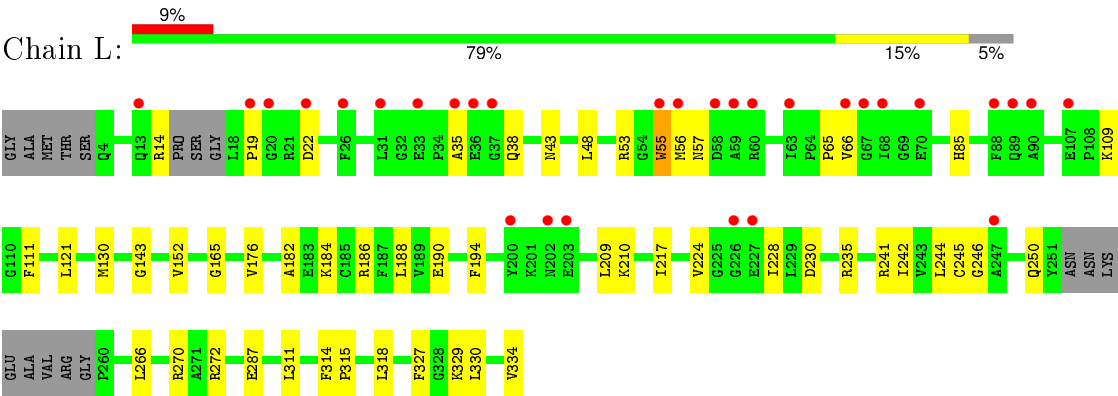 9%
Chain L:
79% 15% 5%
GLY ALA MET THR SER Q4 Q13 R14 PRO SER GLY L18 P19 G20 R21 D22 F26 L31 G32 E33 P34 A35 E36 G37 Q38 N43 L48 R53 G54 W55 M56 N57 D58 A59 R60 I63 P64 P65 V66 G67 I68 G69 E70 H85 F88 Q89 A90 E107 P108 K109
G110 F111 L121 M130 G143 V152 G165 V176 A182 E183 K184 C185 R186 F187 L188 V189 E190 F194 Y200 K201 N202 E203 L209 K210 I217 V224 G225 G226 E227 I228 L229 D230 R235 R241 I242 V243 L244 C245 G246 A247 Q250 Y251 ASN ASN LYS
GLU ALA VAL ARG GLY P260 L266 R270 A271 R272 E287 L311 F314 P315 L318 F327 G328 K329 L330 V334